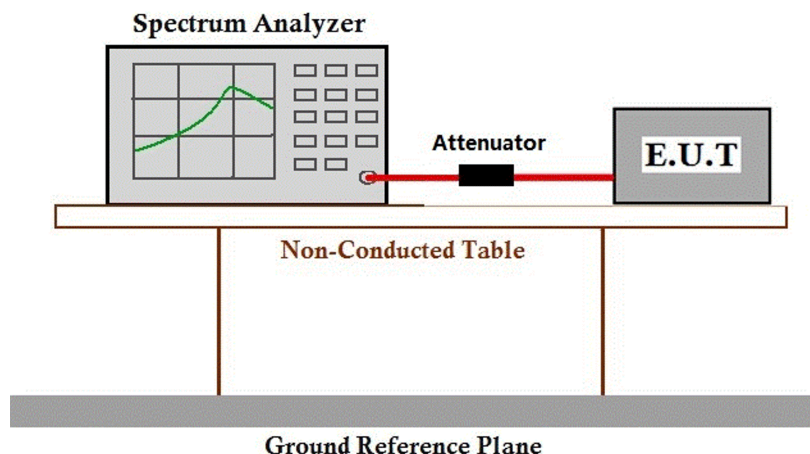 Spectrum Analyzer
Attenuator
E.U.T
Non-Conducted Table
Ground Reference Plane